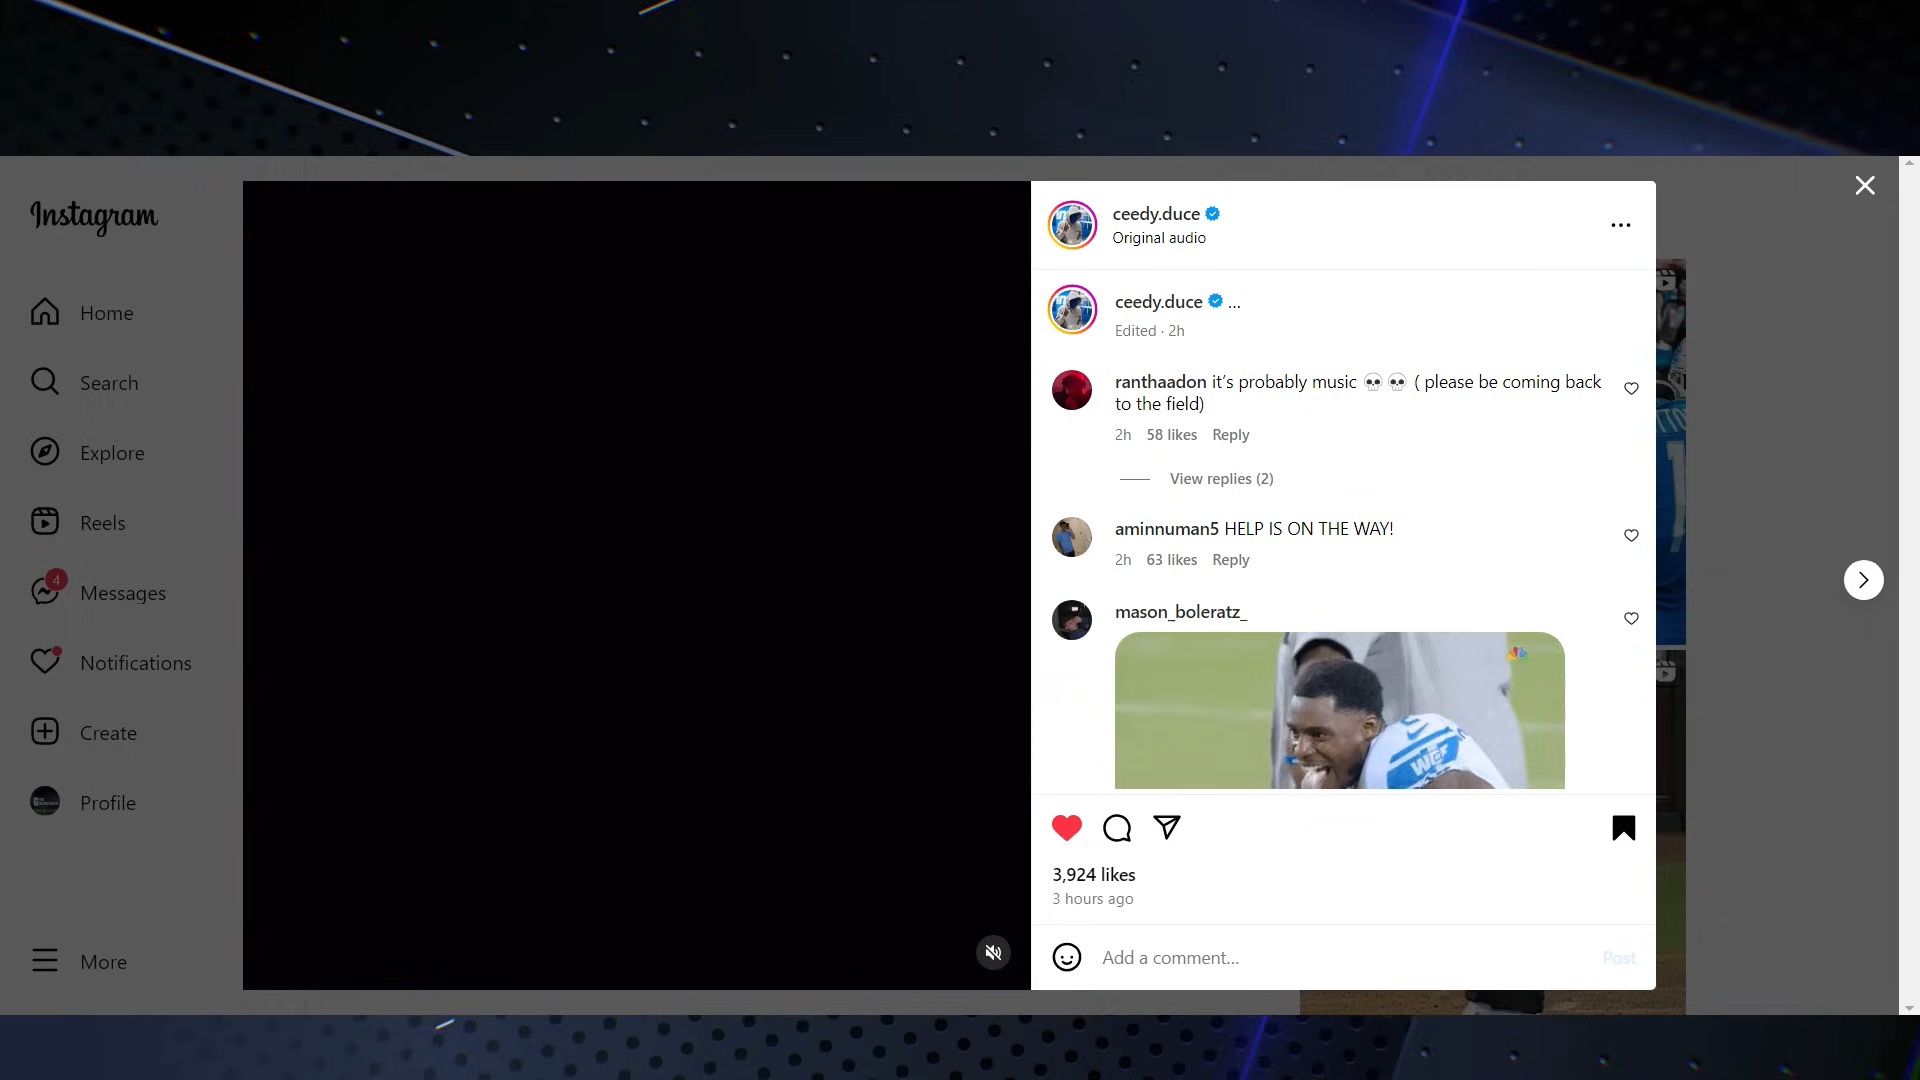 Instagram
Home
Search
Explore
Reels
4
Messages
Notifications
Create
Profile
More
ceedy.duce
Original audio
ceedy.duce ...
Edited · 2h
ranthaadon it's probably music 💀💀 ( please be coming back
to the field)
2h 58 likes Reply
View replies (2)
aminnuman5 HELP IS ON THE WAY!
2h 63 likes Reply
mason_boleratz_
WCF
3,924 likes
3 hours ago
Add a comment...
Post